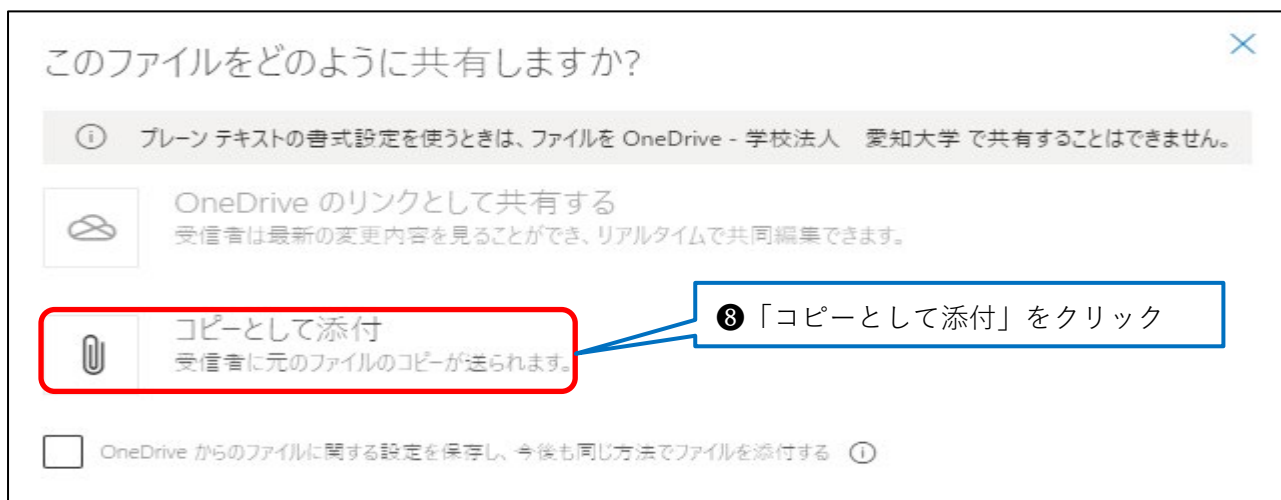 このファイルをどのように共有しますか?
プレーン テキストの書式設定を使うときは、ファイルを OneDrive - 学校法人　愛知大学 で共有することはできません。
OneDrive のリンクとして共有する
受信者は最新の変更内容を見ることができ、リアルタイムで共同編集できます。
❽「コピーとして添付」をクリック
コピーとして添付
受信者に元のファイルのコピーが送られます。
OneDrive からのファイルに関する設定を保存し、今後も同じ方法でファイルを添付する